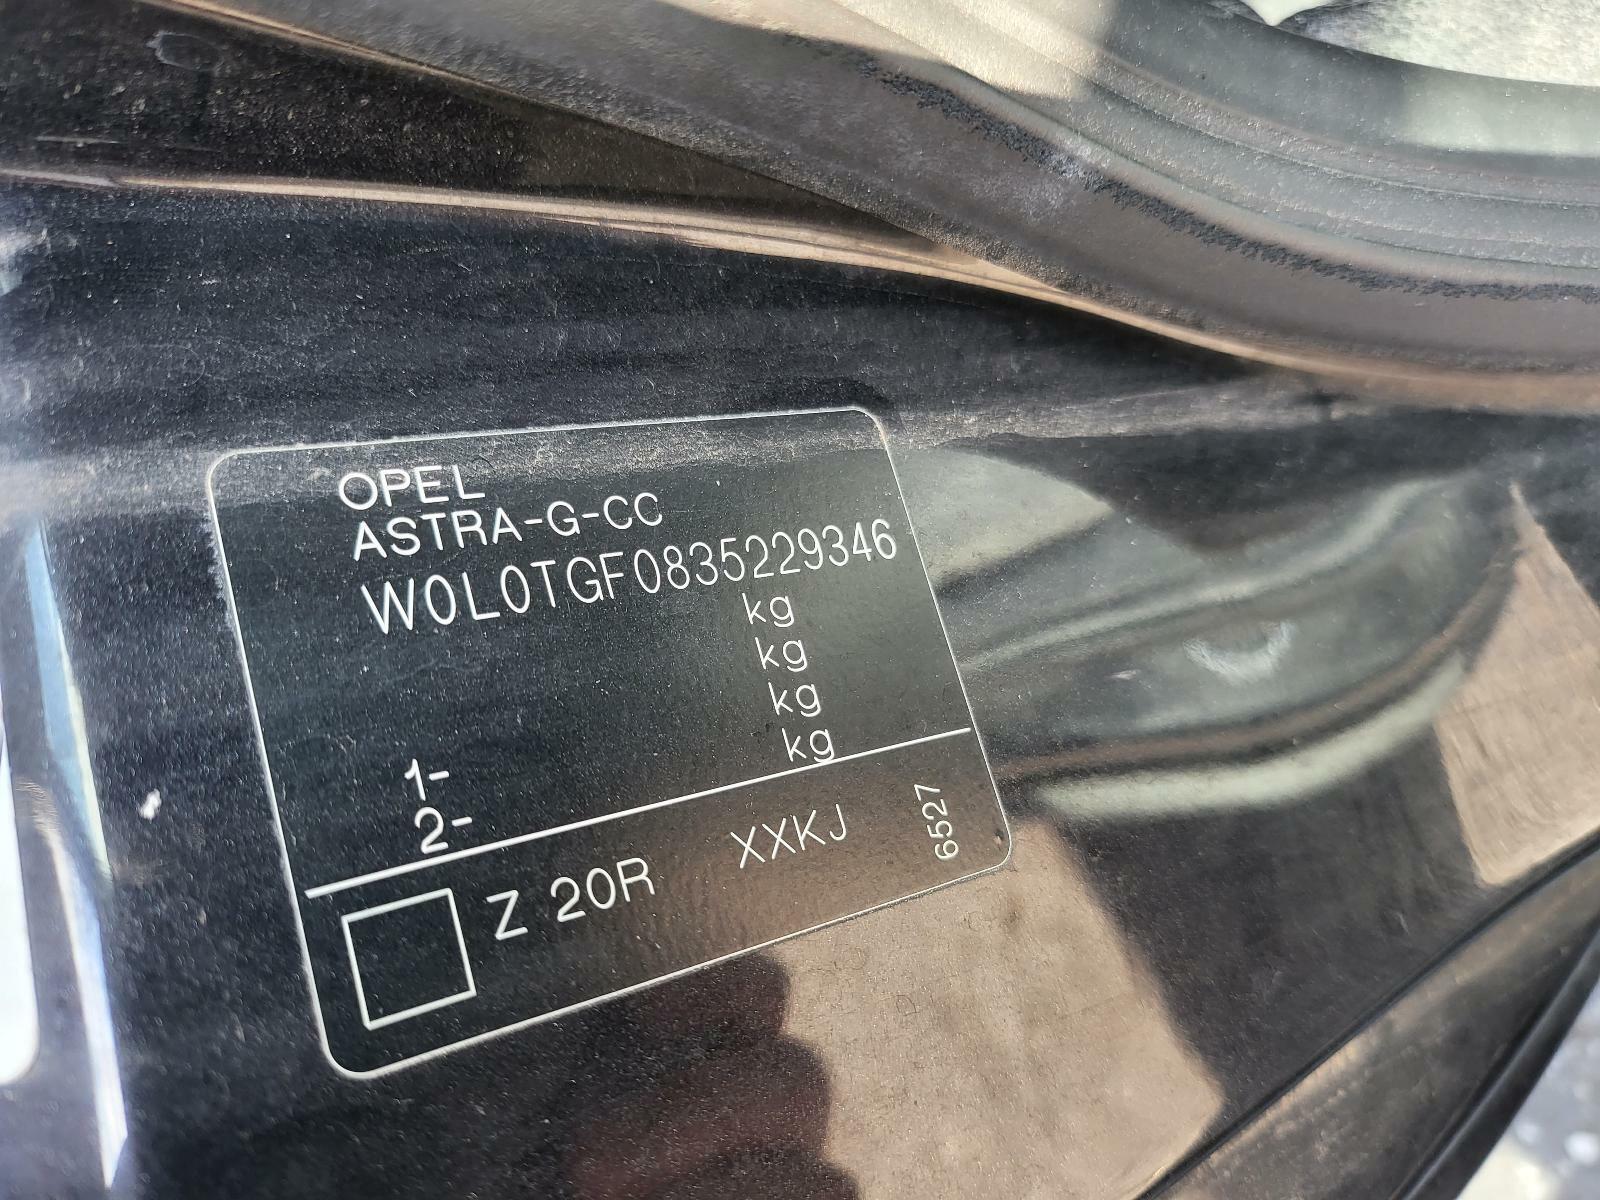 OPEL
ASTRA-G-CC
W0L0TGF0835229346
kg
kg
kg
1- kg
2-
Z 20R XXKJ 6527